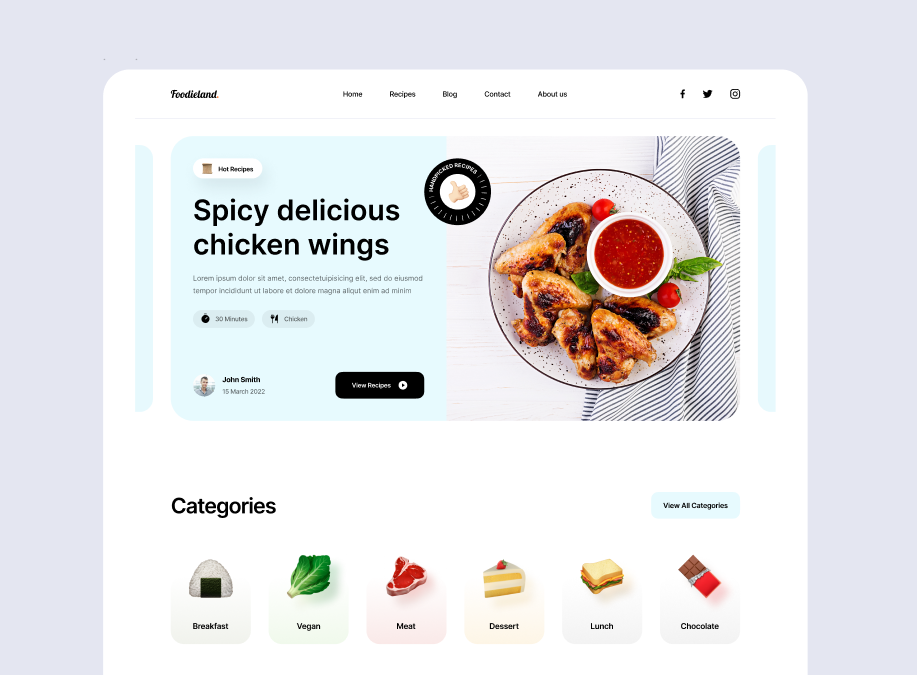 Foodieland.
Home Recipes Blog Contact About us
Hot Recipes
HANDPICKED RECIPES
Spicy delicious
chicken wings
Lorem ipsum dolor sit amet, consectetuipisicing elit, sed do eiusmod
tempor incididunt ut labore et dolore magna aliqut enim ad minim
30 Minutes Chicken
John Smith
15 March 2022
View Recipes
Categories
View All Categories
Breakfast Vegan Meat Dessert Lunch Chocolate